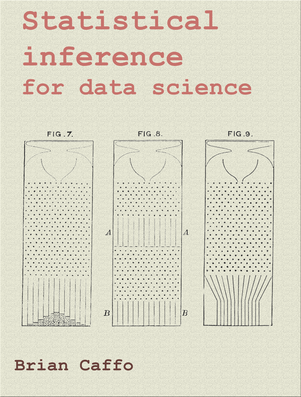 Statistical
inference
for data science
FIG.7. FIG.8. FIG.9.
A A
B B
Brian Caffo